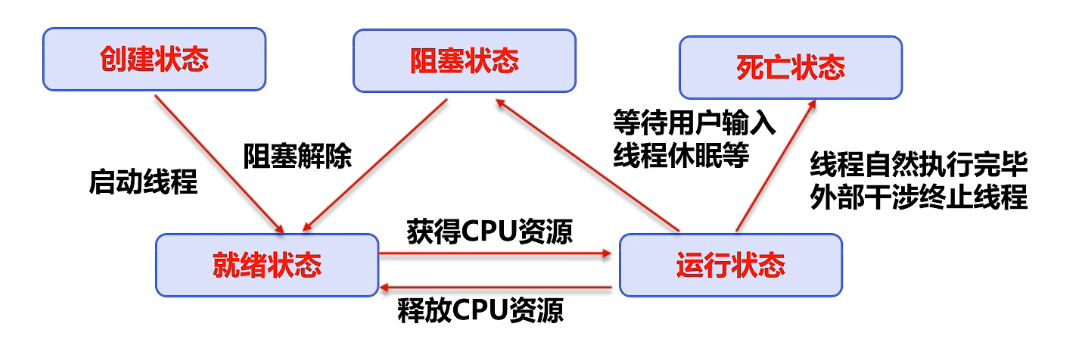 创建状态
阻塞状态
死亡状态
启动线程
阻塞解除
等待用户输入
线程休眠等
线程自然执行完毕
外部干涉终止线程
就绪状态
获得CPU资源
释放CPU资源
运行状态